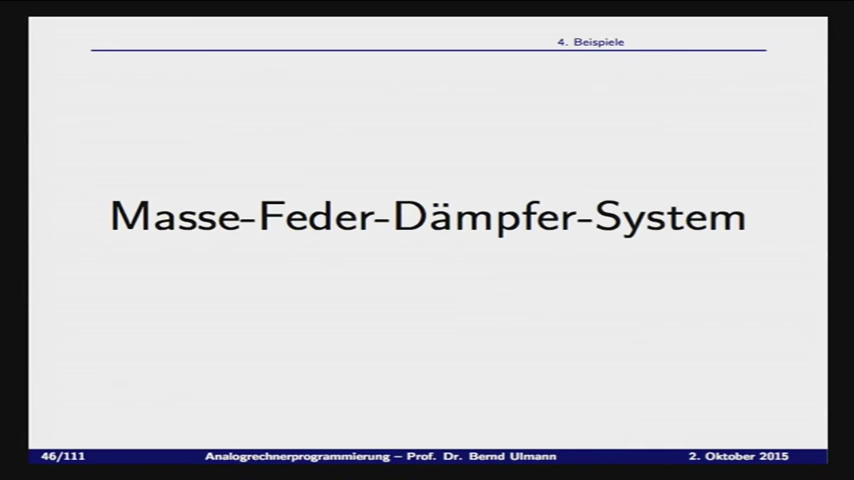 4. Beispiele
Masse-Feder-Dämpfer-System
46/111 Analogrechnerprogrammierung – Prof. Dr. Bernd Ulmann 2. Oktober 2015